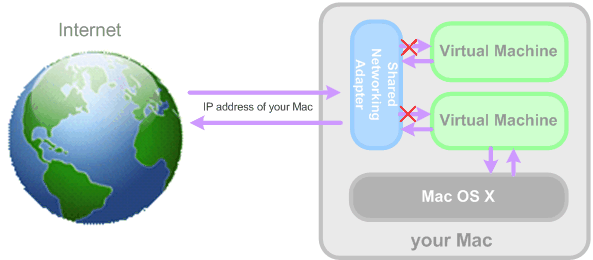 Internet
IP address of your Mac
Shared
Networking
Adapter
Virtual Machine
Virtual Machine
Mac OS X
your Mac